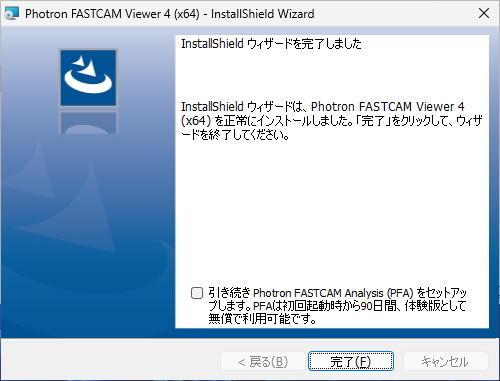 Photron FASTCAM Viewer 4 (x64) - InstallShield Wizard
InstallShield ウィザードを完了しました
InstallShield ウィザードは、Photron FASTCAM Viewer 4
(x64) を正常にインストールしました。「完了」をクリックして、ウィザ
ードを終了してください。
引き続き Photron FASTCAM Analysis (PFA) をセットアッ
プします。PFAは初回起動時から90日間、体験版として
無償で利用可能です。
< 戻る(B)
完了(F)
キャンセル